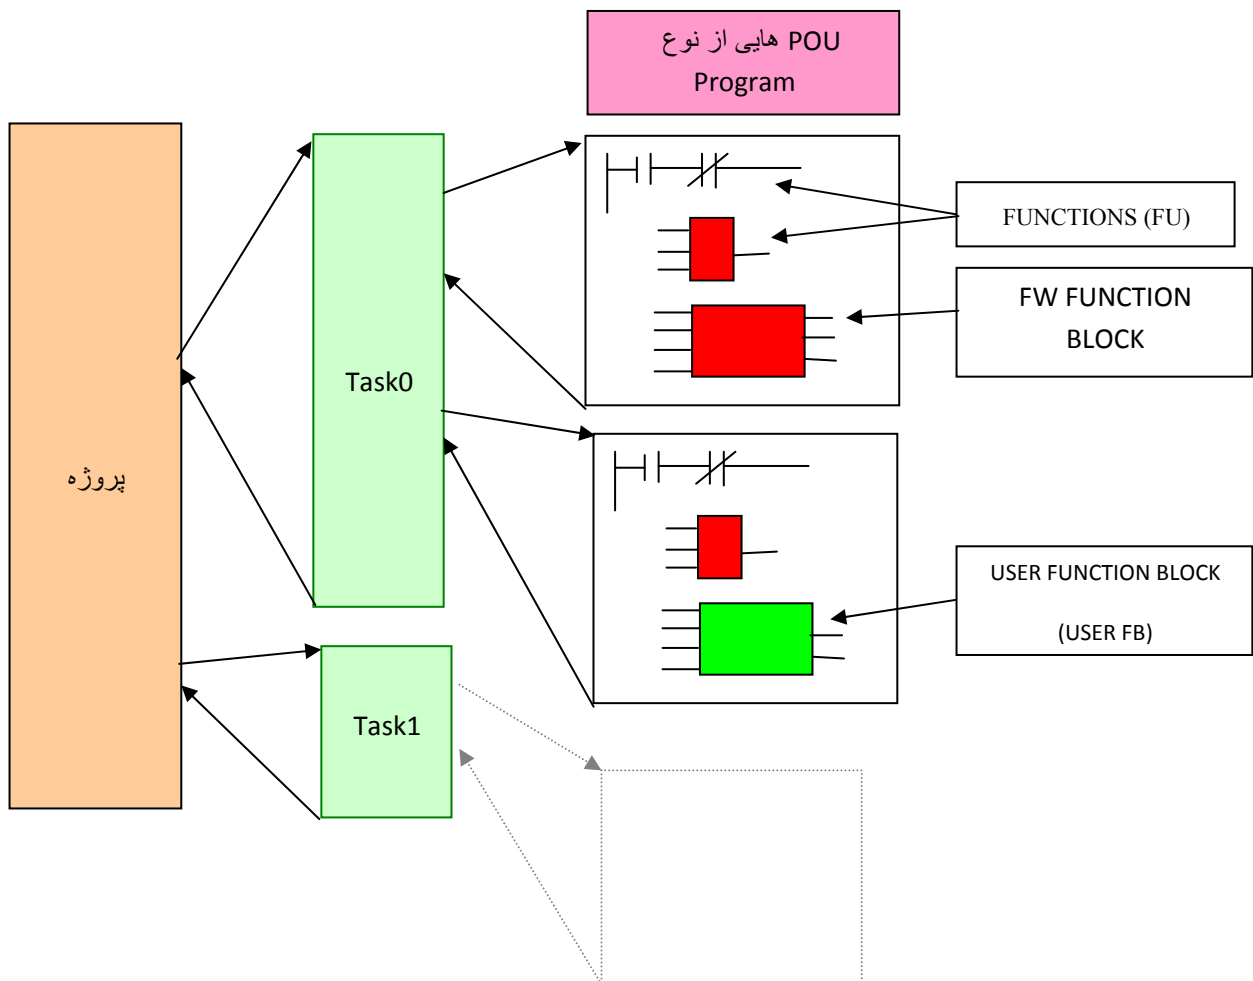 POU هایی از نوع
Program
پروژه
Task0
Task1
FUNCTIONS (FU)
FW FUNCTION
BLOCK
USER FUNCTION BLOCK
(USER FB)